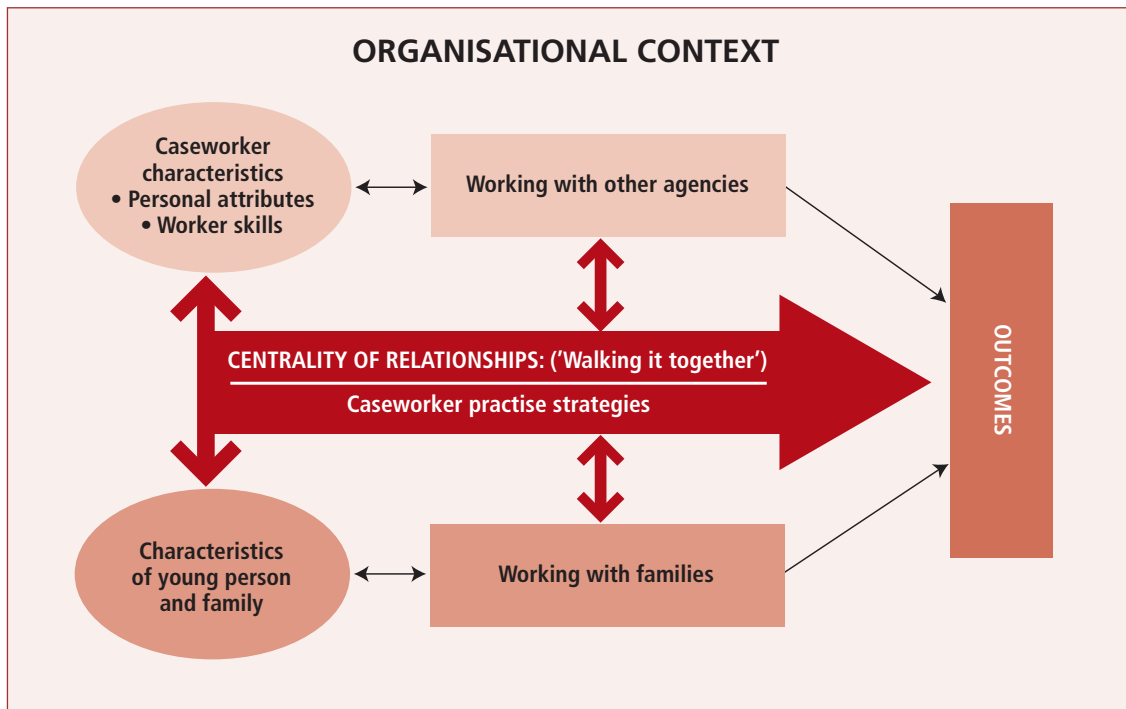 ORGANISATIONAL CONTEXT
Caseworker
characteristics
• Personal attributes
• Worker skills
Working with other agencies
CENTRALITY OF RELATIONSHIPS: ('Walking it together')
Caseworker practise strategies
OUTCOMES
Characteristics
of young person
and family
Working with families